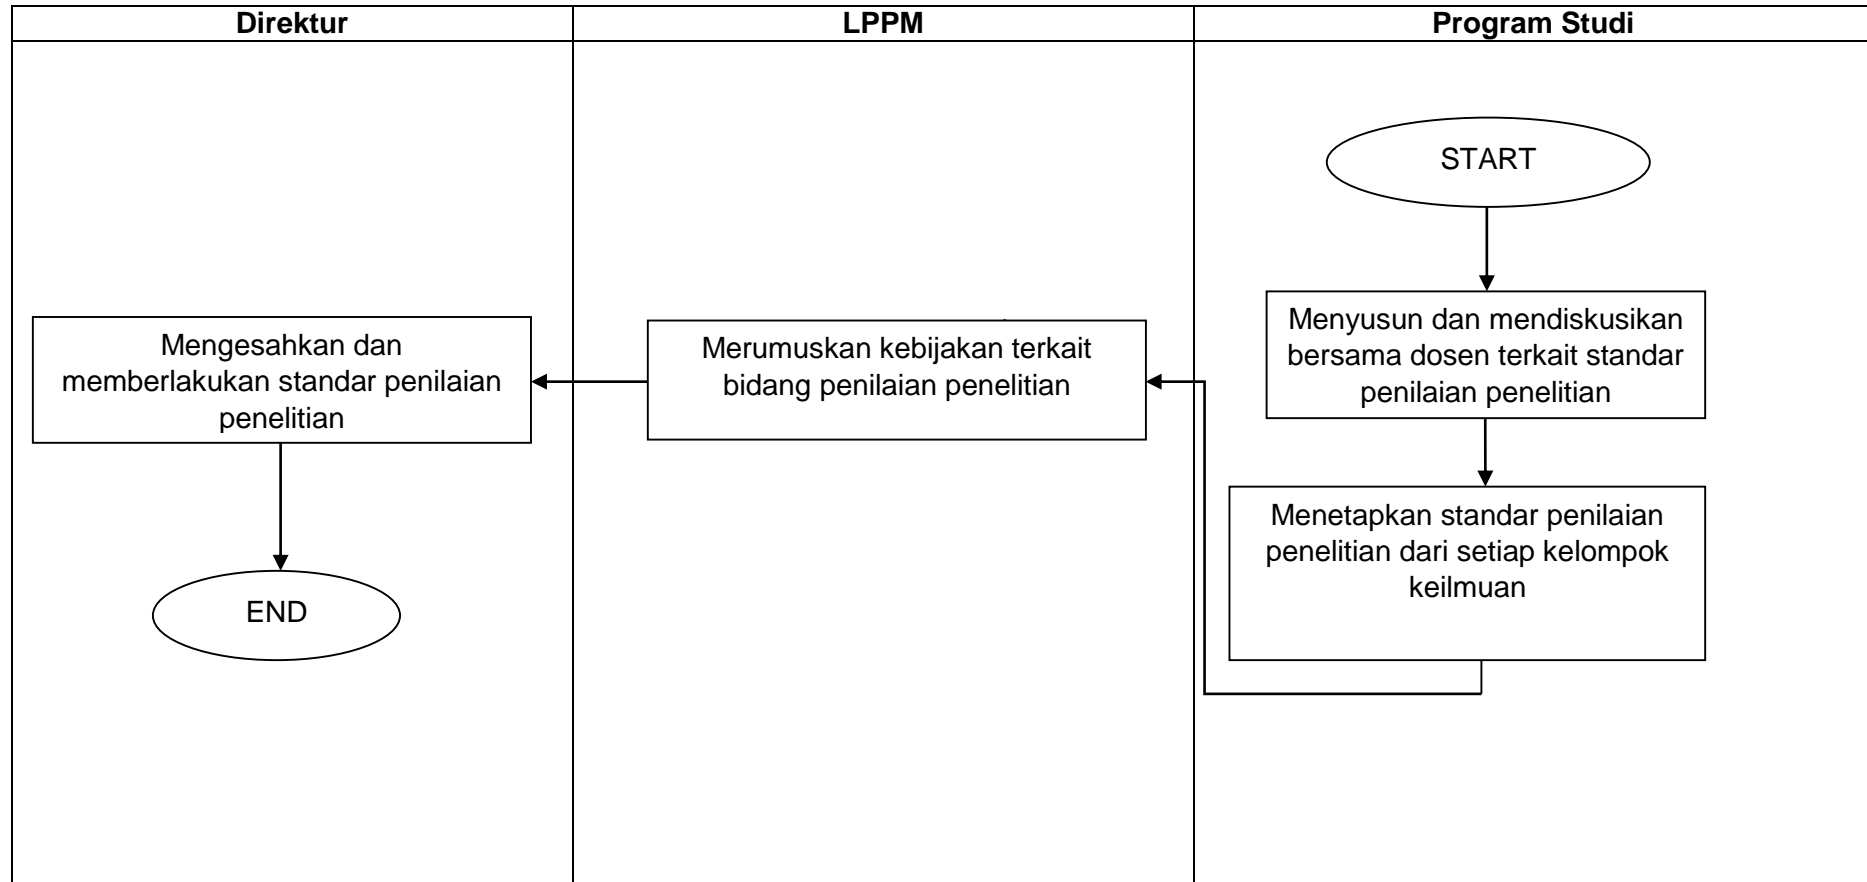 Direktur
LPPM
Program Studi
START
Menyusun dan mendiskusikan
bersama dosen terkait standar
penilaian penelitian
Menetapkan standar penilaian
penelitian dari setiap kelompok
keilmuan
Merumuskan kebijakan terkait
bidang penilaian penelitian
Mengesahkan dan
memberlakukan standar penilaian
penelitian
END